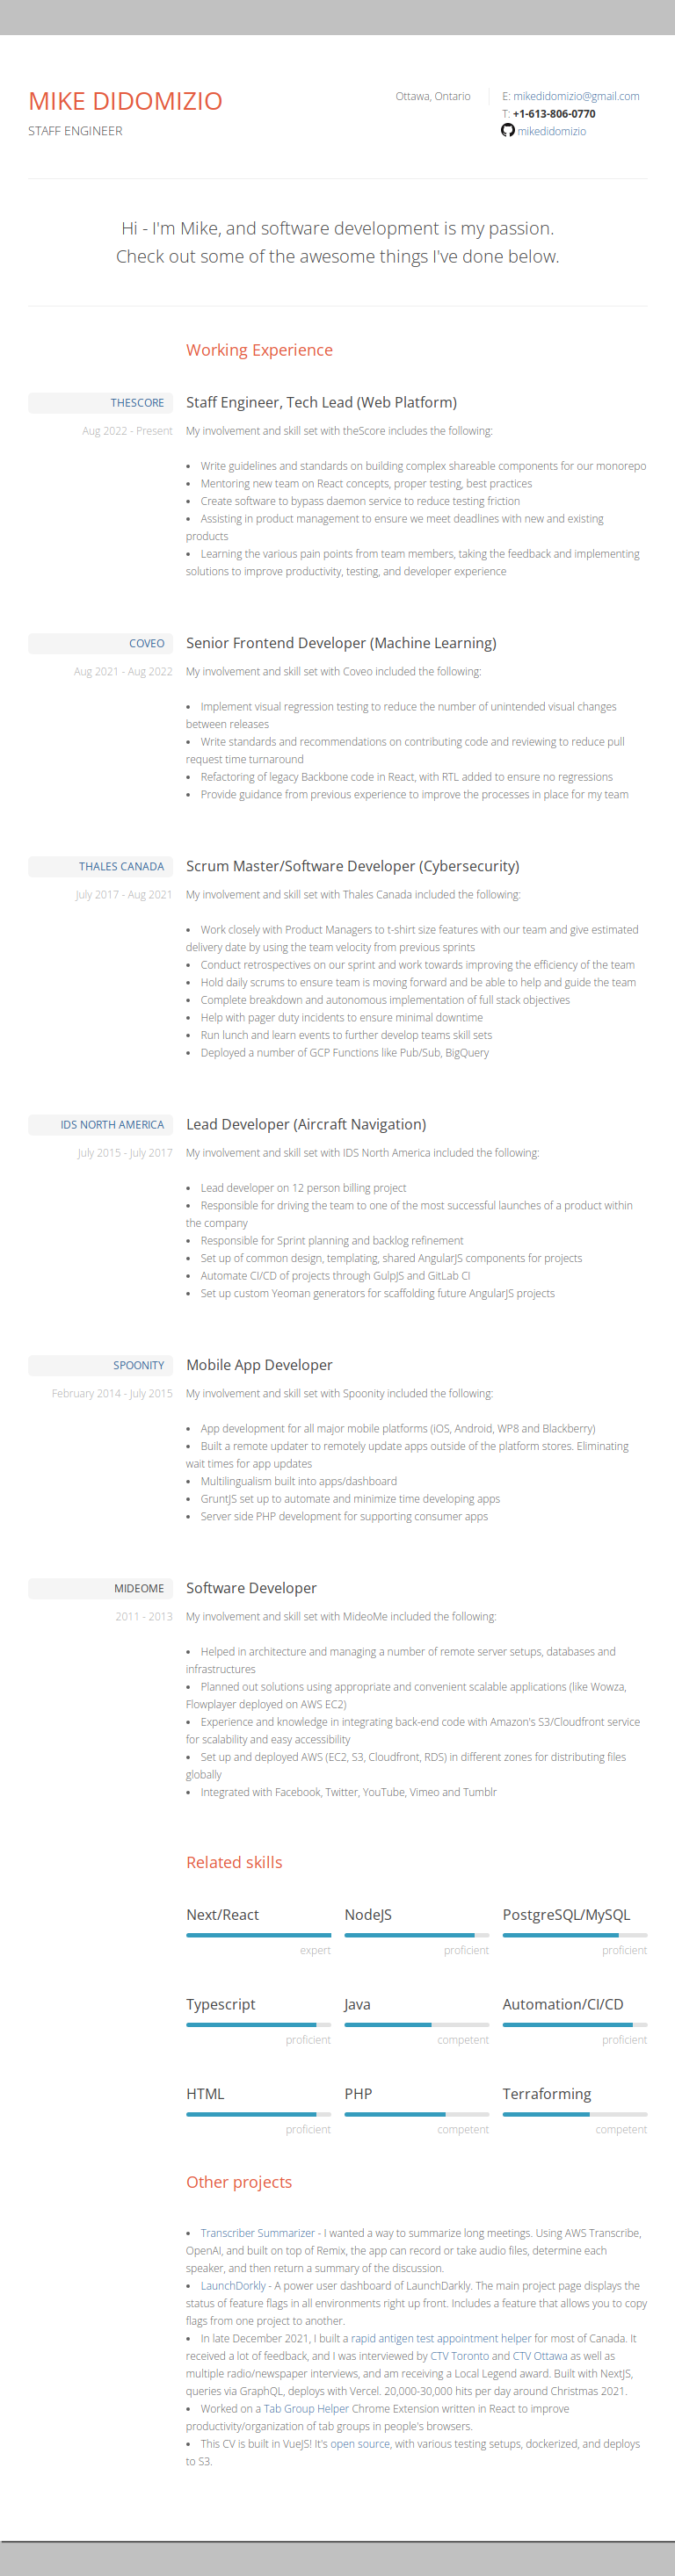 MIKE DIDOMIZIO
STAFF ENGINEER
Ottawa, Ontario
E: mikedidomizio@gmail.com
T: +1-613-806-0770
mikedidomizio
Hi - I'm Mike, and software development is my passion.
Check out some of the awesome things I've done below.
Working Experience
THESCORE
Aug 2022 - Present
Staff Engineer, Tech Lead (Web Platform)
My involvement and skill set with theScore includes the following:
• Write guidelines and standards on building complex shareable components for our monorepo
• Mentoring new team on React concepts, proper testing, best practices
• Create software to bypass daemon service to reduce testing friction
• Assisting in product management to ensure we meet deadlines with new and existing
products
• Learning the various pain points from team members, taking the feedback and implementing
solutions to improve productivity, testing, and developer experience
COVEO
Aug 2021 - Aug 2022
Senior Frontend Developer (Machine Learning)
My involvement and skill set with Coveo included the following:
• Implement visual regression testing to reduce the number of unintended visual changes
between releases
• Write standards and recommendations on contributing code and reviewing to reduce pull
request time turnaround
• Refactoring of legacy Backbone code in React, with RTL added to ensure no regressions
• Provide guidance from previous experience to improve the processes in place for my team
THALES CANADA
July 2017 - Aug 2021
Scrum Master/Software Developer (Cybersecurity)
My involvement and skill set with Thales Canada included the following:
• Work closely with Product Managers to t-shirt size features with our team and give estimated
delivery date by using the team velocity from previous sprints
• Conduct retrospectives on our sprint and work towards improving the efficiency of the team
• Hold daily scrums to ensure team is moving forward and be able to help and guide the team
• Complete breakdown and autonomous implementation of full stack objectives
• Help with pager duty incidents to ensure minimal downtime
• Run lunch and learn events to further develop teams skill sets
• Deployed a number of GCP Functions like Pub/Sub, BigQuery
IDS NORTH AMERICA
July 2015 - July 2017
Lead Developer (Aircraft Navigation)
My involvement and skill set with IDS North America included the following:
• Lead developer on 12 person billing project
• Responsible for driving the team to one of the most successful launches of a product within
the company
• Responsible for Sprint planning and backlog refinement
• Set up of common design, templating, shared AngularJS components for projects
• Automate CI/CD of projects through GulpJS and GitLab CI
• Set up custom Yeoman generators for scaffolding future AngularJS projects
SPOONITY
February 2014 - July 2015
Mobile App Developer
My involvement and skill set with Spoonity included the following:
• App development for all major mobile platforms (iOS, Android, WP8 and Blackberry)
• Built a remote updater to remotely update apps outside of the platform stores. Eliminating
wait times for app updates
• Multilingualism built into apps/dashboard
• GruntJS set up to automate and minimize time developing apps
• Server side PHP development for supporting consumer apps
MIDEOME
2011 - 2013
Software Developer
My involvement and skill set with MideoMe included the following:
• Helped in architecture and managing a number of remote server setups, databases and
infrastructures
• Planned out solutions using appropriate and convenient scalable applications (like Wowza,
Flowplayer deployed on AWS EC2)
• Experience and knowledge in integrating back-end code with Amazon's S3/Cloudfront service
for scalability and easy accessibility
• Set up and deployed AWS (EC2, S3, Cloudfront, RDS) in different zones for distributing files
globally
• Integrated with Facebook, Twitter, YouTube, Vimeo and Tumblr
Related skills
Next/React
expert
NodeJS
proficient
PostgreSQL/MySQL
proficient
Typescript
proficient
Java
competent
Automation/CI/CD
proficient
HTML
proficient
PHP
competent
Terraforming
competent
Other projects
• Transcriber Summarizer - I wanted a way to summarize long meetings. Using AWS Transcribe,
OpenAI, and built on top of Remix, the app can record or take audio files, determine each
speaker, and then return a summary of the discussion.
• LaunchDorkly - A power user dashboard of LaunchDarkly. The main project page displays the
status of feature flags in all environments right up front. Includes a feature that allows you to copy
flags from one project to another.
• In late December 2021, I built a rapid antigen test appointment helper for most of Canada. It
received a lot of feedback, and I was interviewed by CTV Toronto and CTV Ottawa as well as
multiple radio/newspaper interviews, and am receiving a Local Legend award. Built with NextJS,
queries via GraphQL, deploys with Vercel. 20,000-30,000 hits per day around Christmas 2021.
• Worked on a Tab Group Helper Chrome Extension written in React to improve
productivity/organization of tab groups in people's browsers.
• This CV is built in VueJS! It's open source, with various testing setups, dockerized, and deploys
to S3.